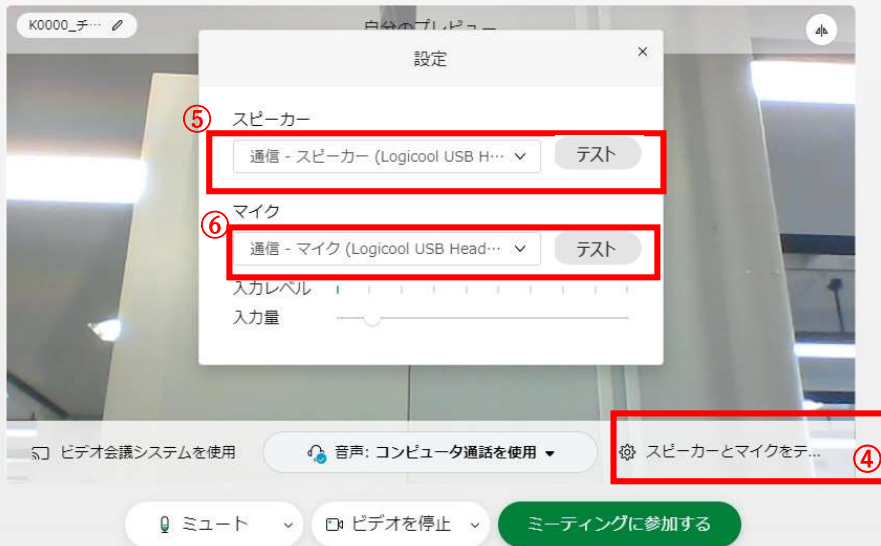 K0000_チ…
自分のプレビュー
設定
×
⑤
スピーカー
通信 - スピーカー (Logicool USB H…
テスト
⑥
マイク
通信 - マイク (Logicool USB Head…
テスト
入力レベル
入力量
ビデオ会議システムを使用
音声: コンピュータ通話を使用
スピーカーとマイクをテ...
④
ミュート
ビデオを停止
ミーティングに参加する